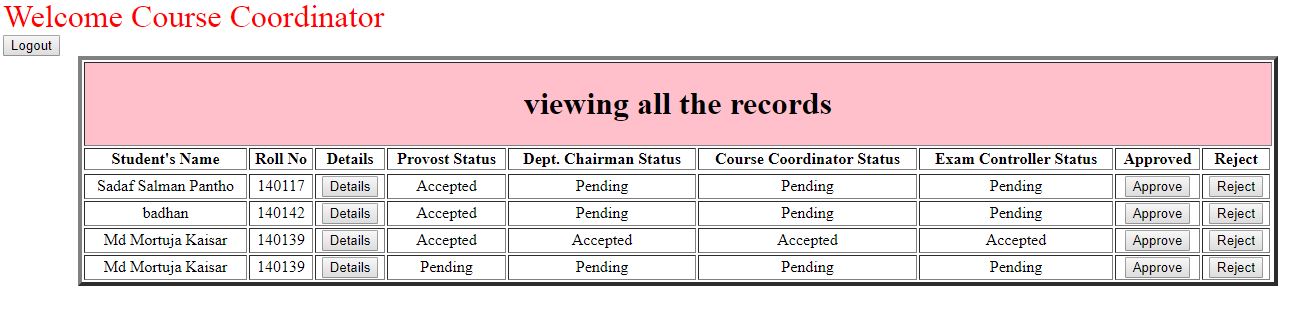 Welcome Course Coordinator
Logout
viewing all the records
Student's Name Roll No Details Provost Status Dept. Chairman Status Course Coordinator Status Exam Controller Status Approved Reject
Sadaf Salman Pantho 140117 Details Accepted Pending Pending Pending Approve Reject
badhan 140142 Details Accepted Pending Pending Pending Approve Reject
Md Mortuja Kaisar 140139 Details Accepted Accepted Accepted Accepted Approve Reject
Md Mortuja Kaisar 140139 Details Pending Pending Pending Pending Approve Reject